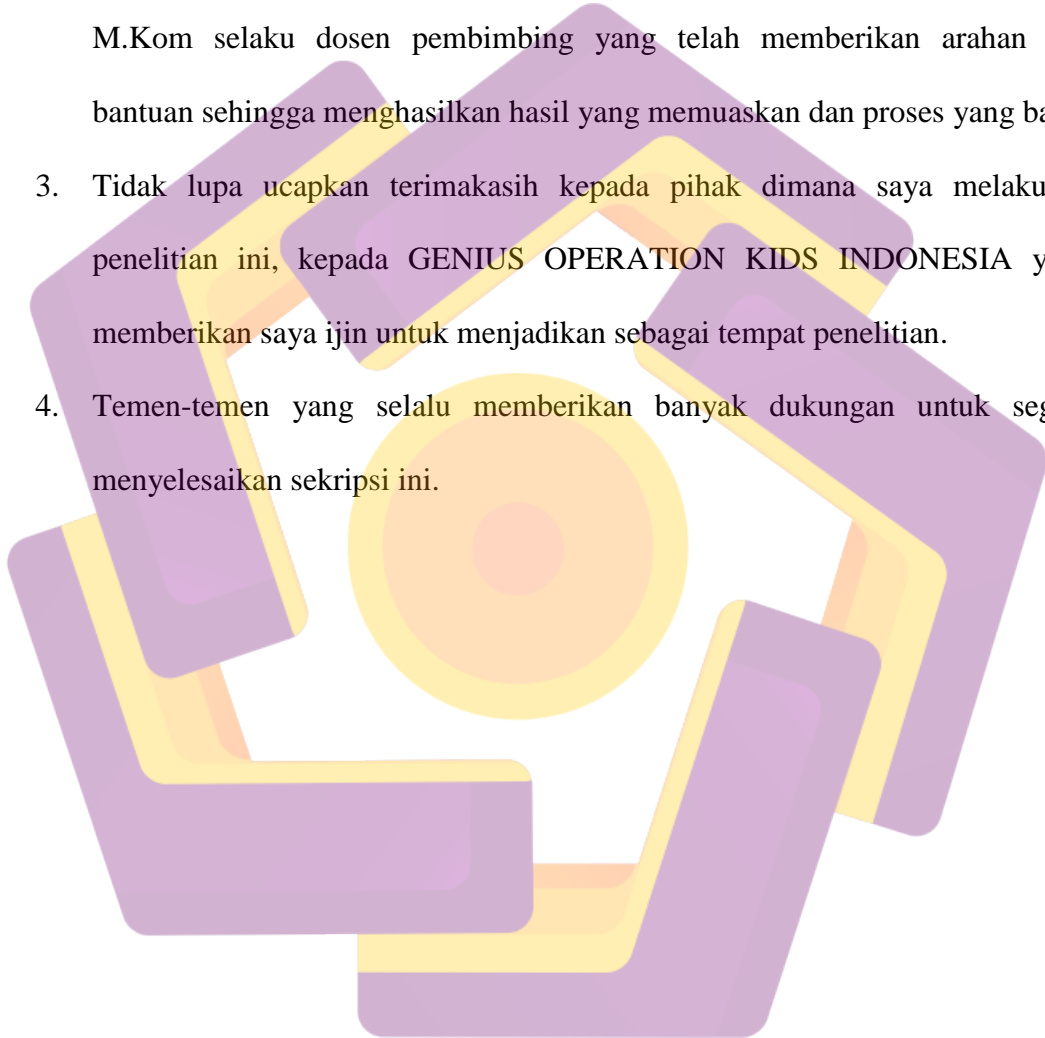 M.Kom selaku dosen pembimbing yang telah memberikan arahan
bantuan sehingga menghasilkan hasil yang memuaskan dan proses yang ba
3. Tidak lupa ucapkan terimakasih kepada pihak dimana saya melaku
penelitian ini, kepada GENIUS OPERATION KIDS INDONESIA y
memberikan saya ijin untuk menjadikan sebagai tempat penelitian.
4. Temen-temen yang selalu memberikan banyak dukungan untuk seg
menyelesaikan sekripsi ini.